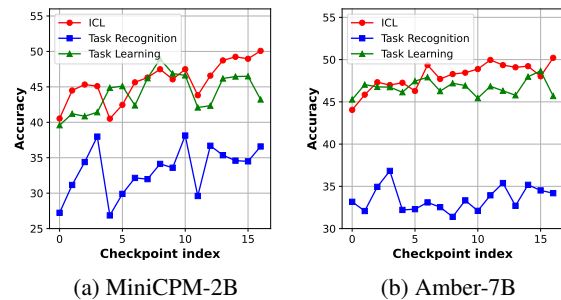 ICL
Task Recognition
Task Learning
Accuracy
55
50
45
40
35
30
25
0 5 10 15
Checkpoint index
(a) MiniCPM-2B
ICL
Task Recognition
Task Learning
Accuracy
55
50
45
40
35
30
0 5 10 15
Checkpoint index
(b) Amber-7B